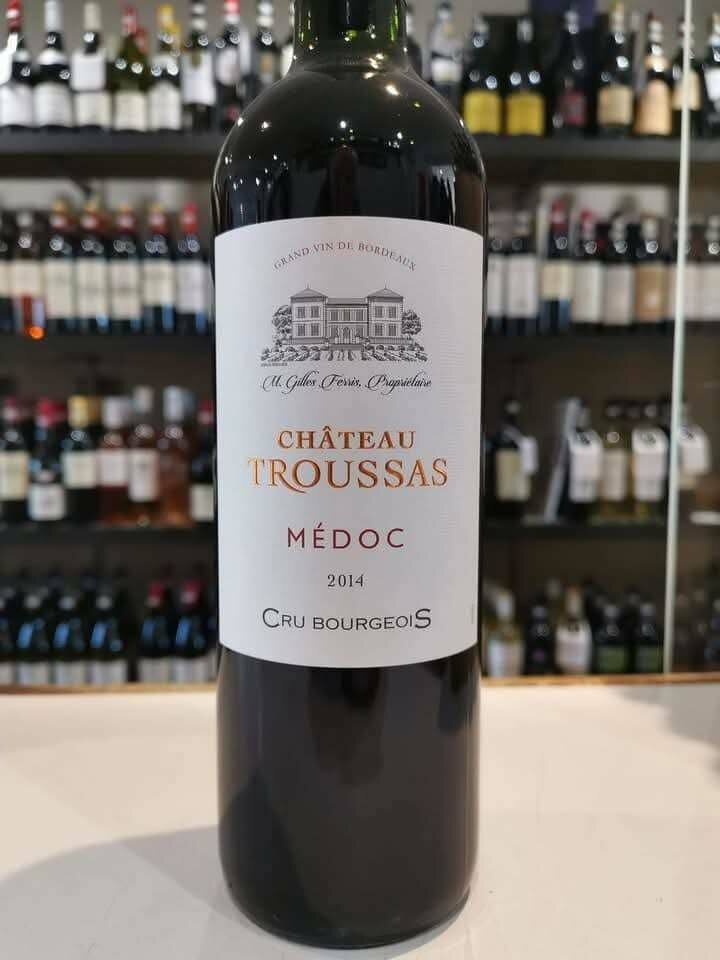 GRAND VIN DE BORDEAUX
M. Gilles Ferris, Propriétaire
CHÂTEAU
TROUSSAS
MÉDOC
2014
CRU BOURGEOIS